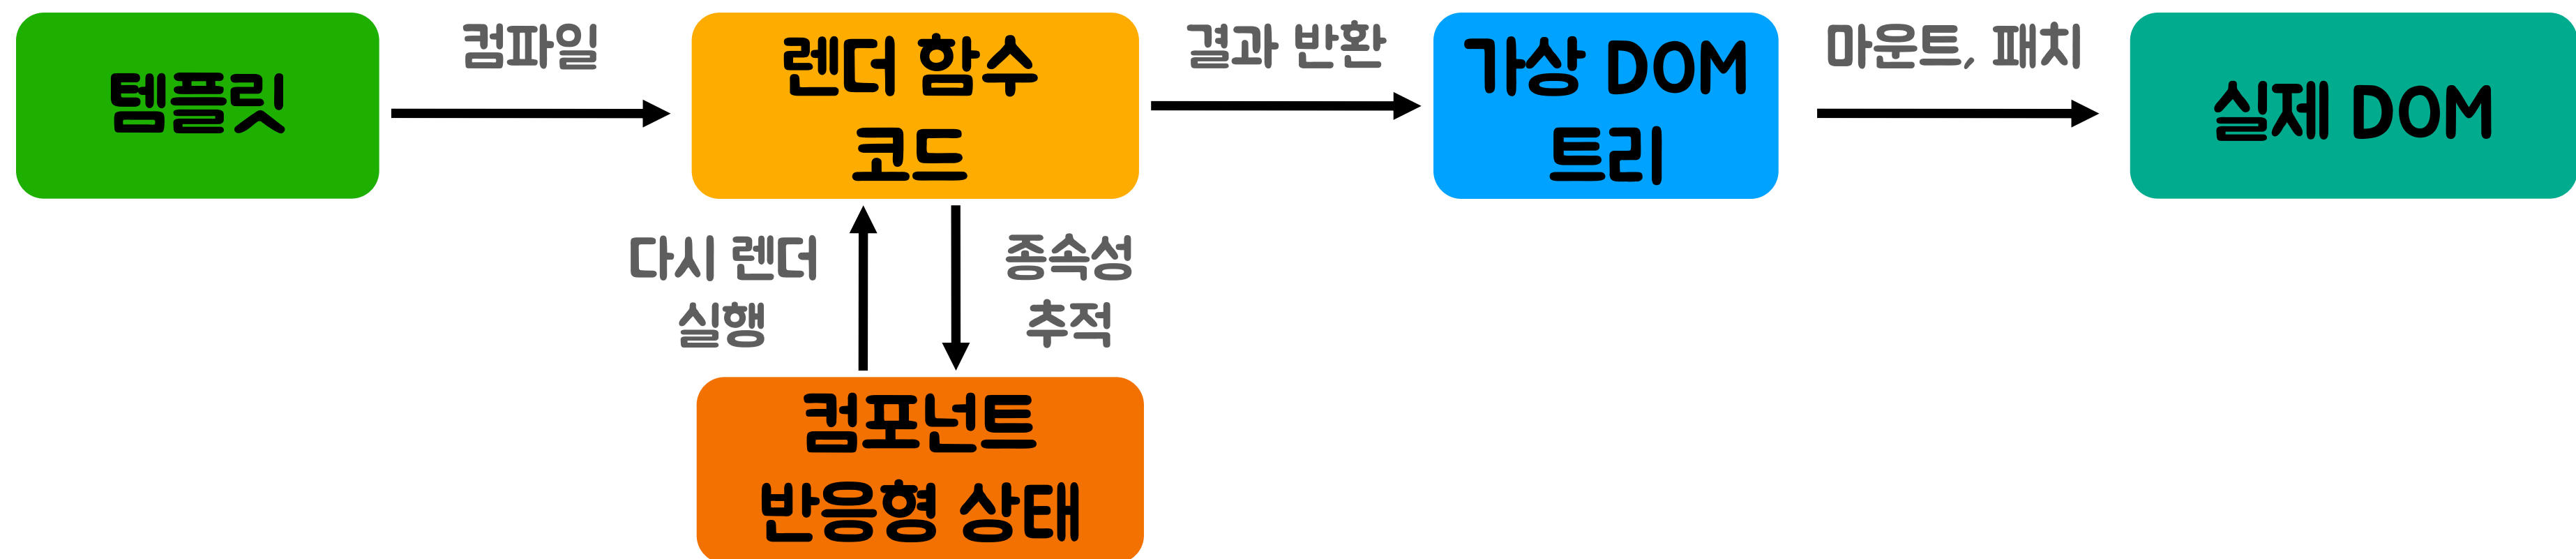 템플릿
컴파일
렌더 함수
코드
결과 반환
가상 DOM
트리
마운트, 패치
실제 DOM
다시 렌더
실행
종속성
추적
컴포넌트
반응형 상태